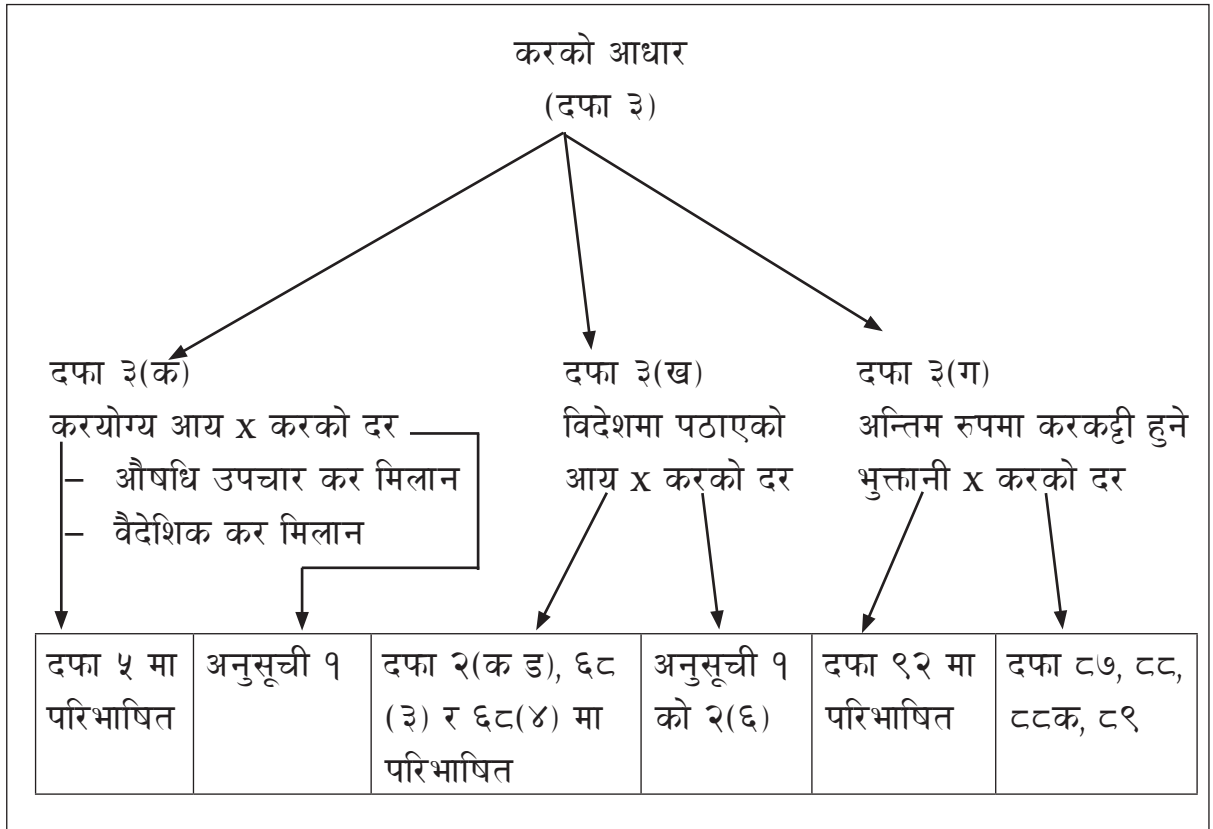 करको आधार
(दफा ३)
दफा ३(क)
करयोग्य आय x करको दर
– औषधि उपचार कर मिलान
– वैदेशिक कर मिलान
दफा ३(ख)
विदेशमा पठाएको
आय x करको दर
दफा ३(ग)
अन्तिम रुपमा करकट्टी हुने
भुक्तानी x करको दर
दफा ५ मा
परिभाषित
अनुसूची १
दफा २(क ड), ६८
(३) र ६८(४) मा
परिभाषित
अनुसूची १
को २(६)
दफा ९२ मा
परिभाषित
दफा ८७, ८८,
८८क, ८९